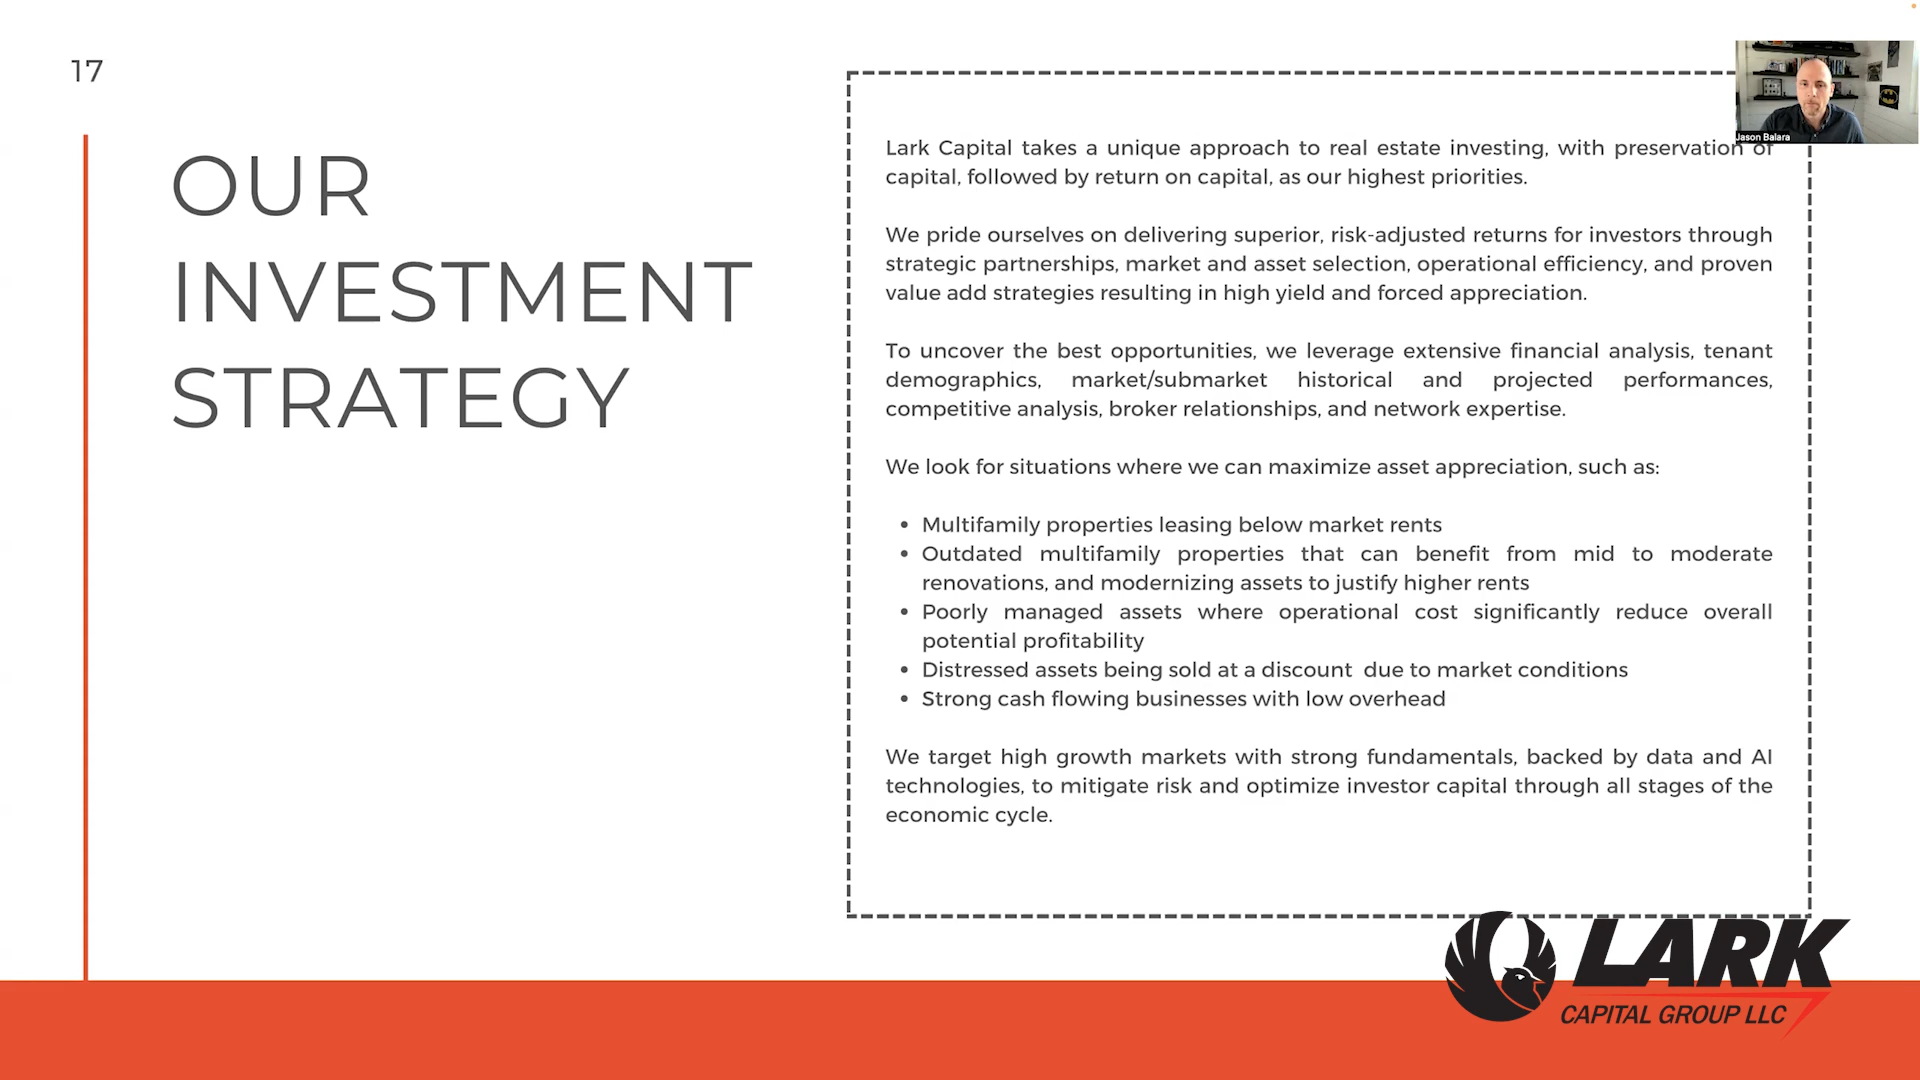 17
OUR
INVESTMENT
STRATEGY
Jason Balara
Lark Capital takes a unique approach to real estate investing, with preservation of
capital, followed by return on capital, as our highest priorities.
We pride ourselves on delivering superior, risk-adjusted returns for investors through
strategic partnerships, market and asset selection, operational efficiency, and proven
value add strategies resulting in high yield and forced appreciation.
To uncover the best opportunities, we leverage extensive financial analysis, tenant
demographics, market/submarket historical and projected performances,
competitive analysis, broker relationships, and network expertise.
We look for situations where we can maximize asset appreciation, such as:
• Multifamily properties leasing below market rents
• Outdated multifamily properties that can benefit from mid to moderate
renovations, and modernizing assets to justify higher rents
• Poorly managed assets where operational cost significantly reduce overall
potential profitability
• Distressed assets being sold at a discount  due to market conditions
• Strong cash flowing businesses with low overhead
We target high growth markets with strong fundamentals, backed by data and AI
technologies, to mitigate risk and optimize investor capital through all stages of the
economic cycle.
LARK
CAPITAL GROUP LLC